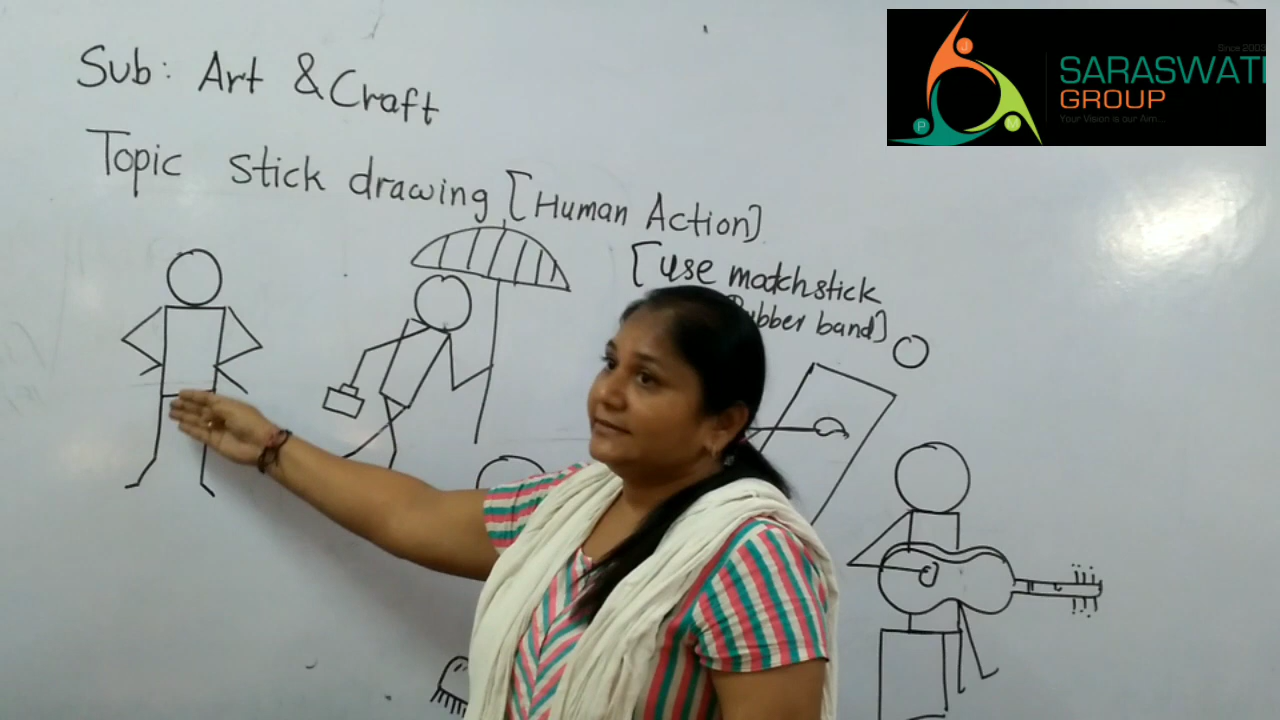 Sub: Art & Craft
Topic stick drawing [Human Action]
[use matchstick
Rubber band]
Since 2003
SARASWATI
GROUP
Your Vision is our Aim...
J
P
M